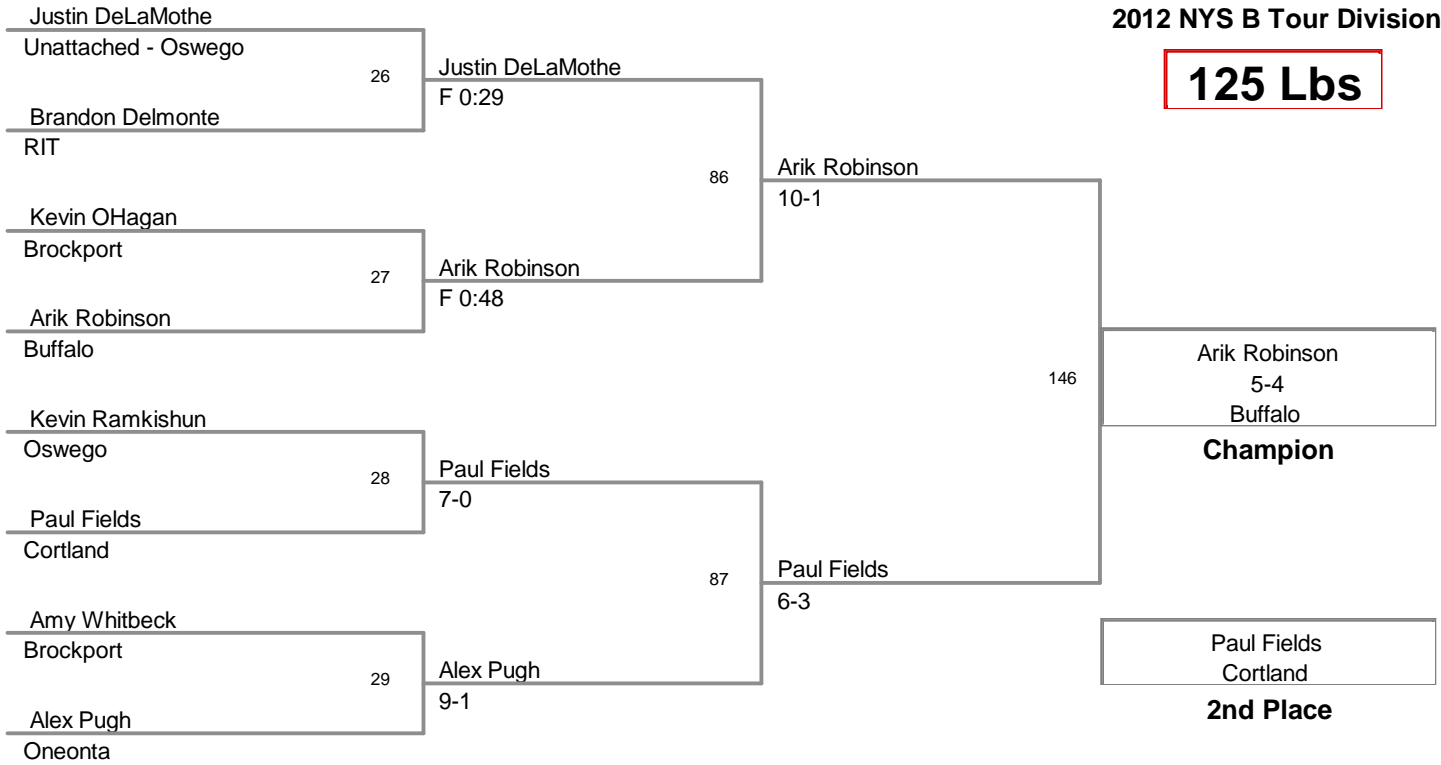 2012 NYS B Tour Division
125 Lbs
Justin DeLaMothe
Unattached - Oswego
26
Brandon Delmonte
RIT
Justin DeLaMothe
F 0:29
Kevin OHagan
Brockport
27
Arik Robinson
Buffalo
Arik Robinson
F 0:48
86
Arik Robinson
10-1
Kevin Ramkishun
Oswego
28
Paul Fields
Cortland
Paul Fields
7-0
Amy Whitbeck
Brockport
29
Alex Pugh
Oneonta
Alex Pugh
9-1
87
Paul Fields
6-3
146
Arik Robinson
5-4
Buffalo
Champion
Paul Fields
Cortland
2nd Place